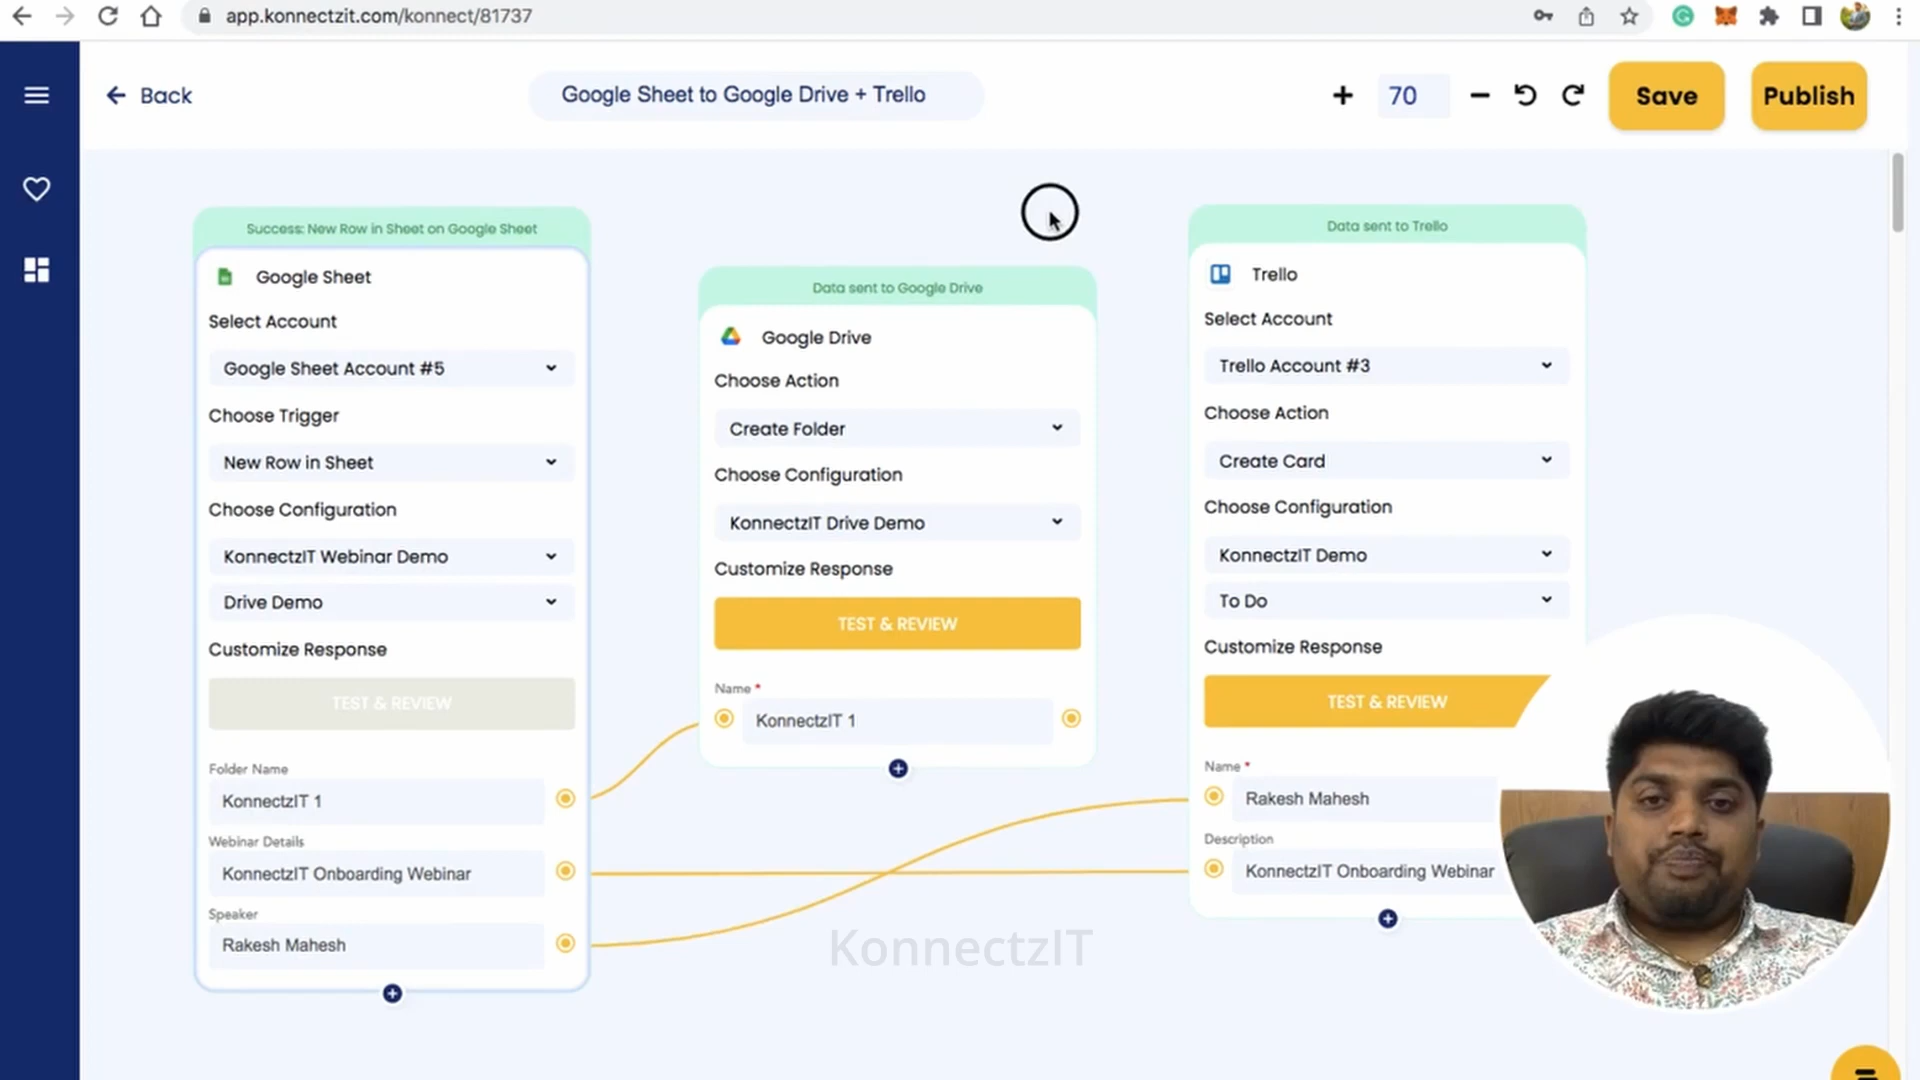 app.konnectzit.com/konnect/81737
Back
Google Sheet to Google Drive + Trello
70
Save
Publish
Success: New Row in Sheet on Google Sheet
Google Sheet
Select Account
Google Sheet Account #5
Choose Trigger
New Row in Sheet
Choose Configuration
KonnectzIT Webinar Demo
Drive Demo
Customize Response
TEST & REVIEW
Folder Name
KonnectzIT 1
Webinar Details
KonnectzIT Onboarding Webinar
Speaker
Rakesh Mahesh
Data sent to Google Drive
Google Drive
Choose Action
Create Folder
Choose Configuration
KonnectzIT Drive Demo
Customize Response
TEST & REVIEW
Name *
KonnectzIT 1
Data sent to Trello
Trello
Select Account
Trello Account #3
Choose Action
Create Card
Choose Configuration
KonnectzIT Demo
To Do
Customize Response
TEST & REVIEW
Name *
Rakesh Mahesh
Description
KonnectzIT Onboarding Webinar
KonnectzIT